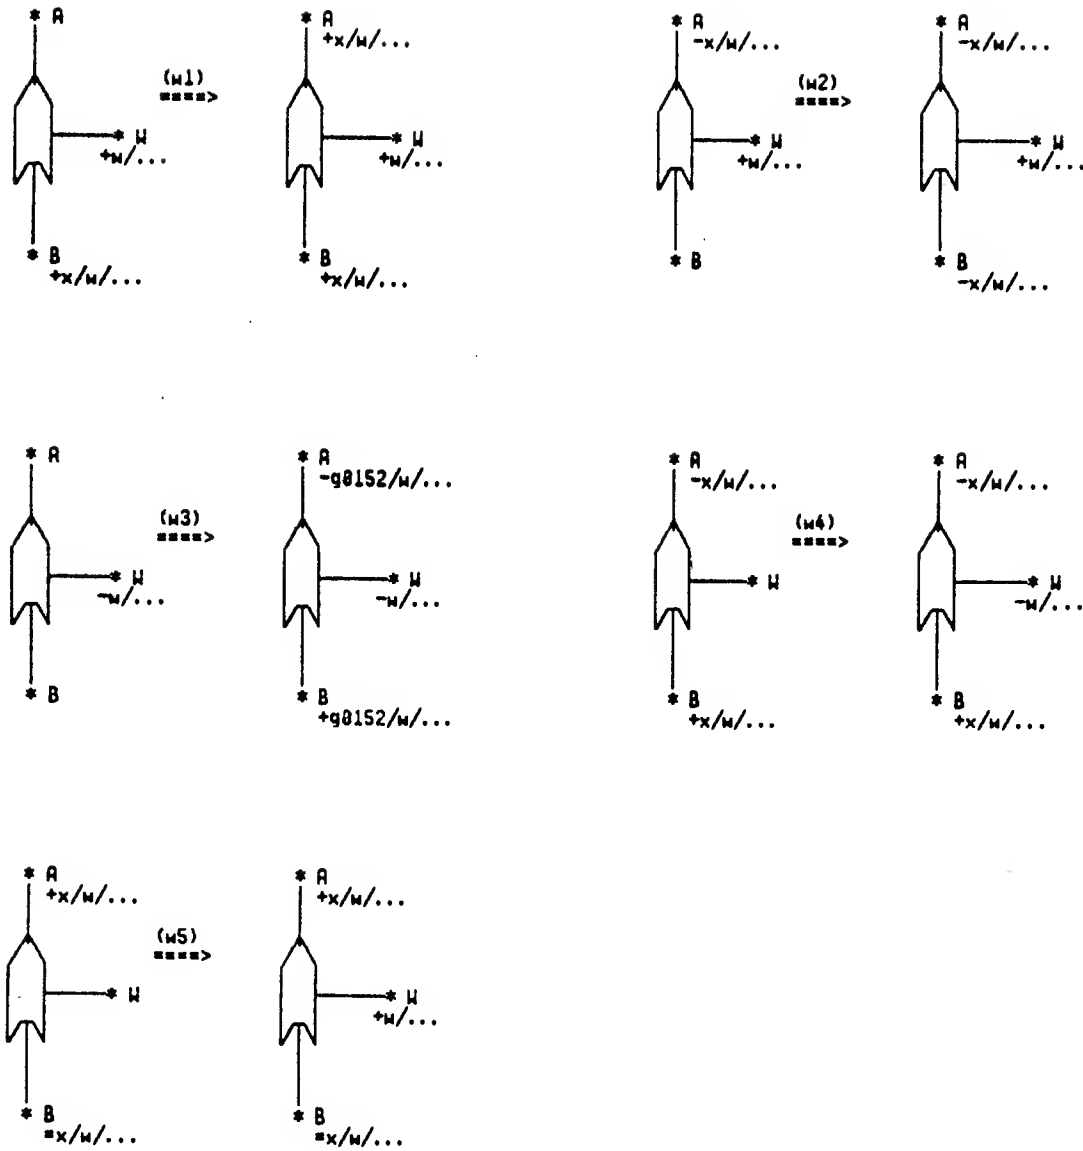 * A
* A
+x/w/...
(w1)
====>
* W
+w/...
* W
+w/...
* B
+x/w/...
* B
+x/w/...
* A
-x/w/...
* A
-x/w/...
(w2)
====>
* W
+w/...
* W
+w/...
* B
* B
-x/w/...
* A
* A
-g0152/w/...
(w3)
====>
* W
-w/...
* W
-w/...
* B
* B
+g0152/w/...
* A
-x/w/...
* A
-x/w/...
(w4)
====>
* W
* W
-w/...
* B
+x/w/...
* B
+x/w/...
* A
+x/w/...
* A
+x/w/...
(w5)
====>
* W
* W
+w/...
* B
=x/w/...
* B
=x/w/...